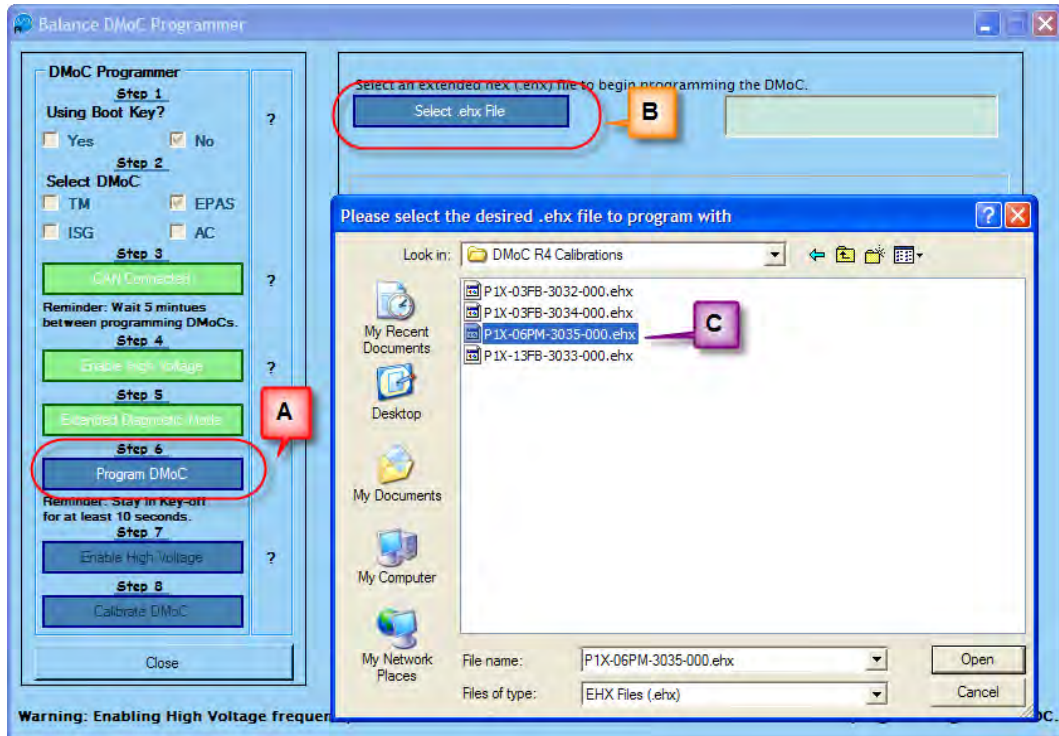 Balance DMoC Programmer
DMoC Programmer
Step 1
Using Boot Key?
?
Yes
No
Step 2
Select DMoC
TM
EPAS
ISG
AC
Step 3
CAN Connected
?
Reminder: Wait 5 mintues
between programming DMoCs.
Step 4
Enable High Voltage
?
Step 5
Extended Diagnostic Mode
A
Step 6
Program DMoC
Reminder: Stay in Key-off
for at least 10 seconds.
Step 7
Enable High Voltage
?
Step 8
Calibrate DMoC
Close
Select an extended hex (.ehx) file to begin programming the DMoC.
Select .ehx File
B
Please select the desired .ehx file to program with
Look in:
DMoC R4 Calibrations
My Recent
Documents
Desktop
My Documents
My Computer
My Network
Places
P1X-03FB-3032-000.ehx
P1X-03FB-3034-000.ehx
P1X-06PM-3035-000.ehx
C
P1X-13FB-3033-000.ehx
File name:
P1X-06PM-3035-000.ehx
Open
Files of type:
EHX Files (.ehx)
Cancel
Warning: Enabling High Voltage